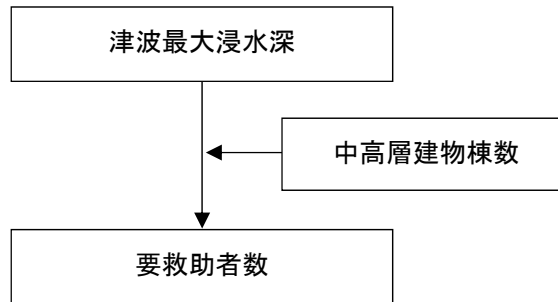 津波最大浸水深
中高層建物棟数
要救助者数